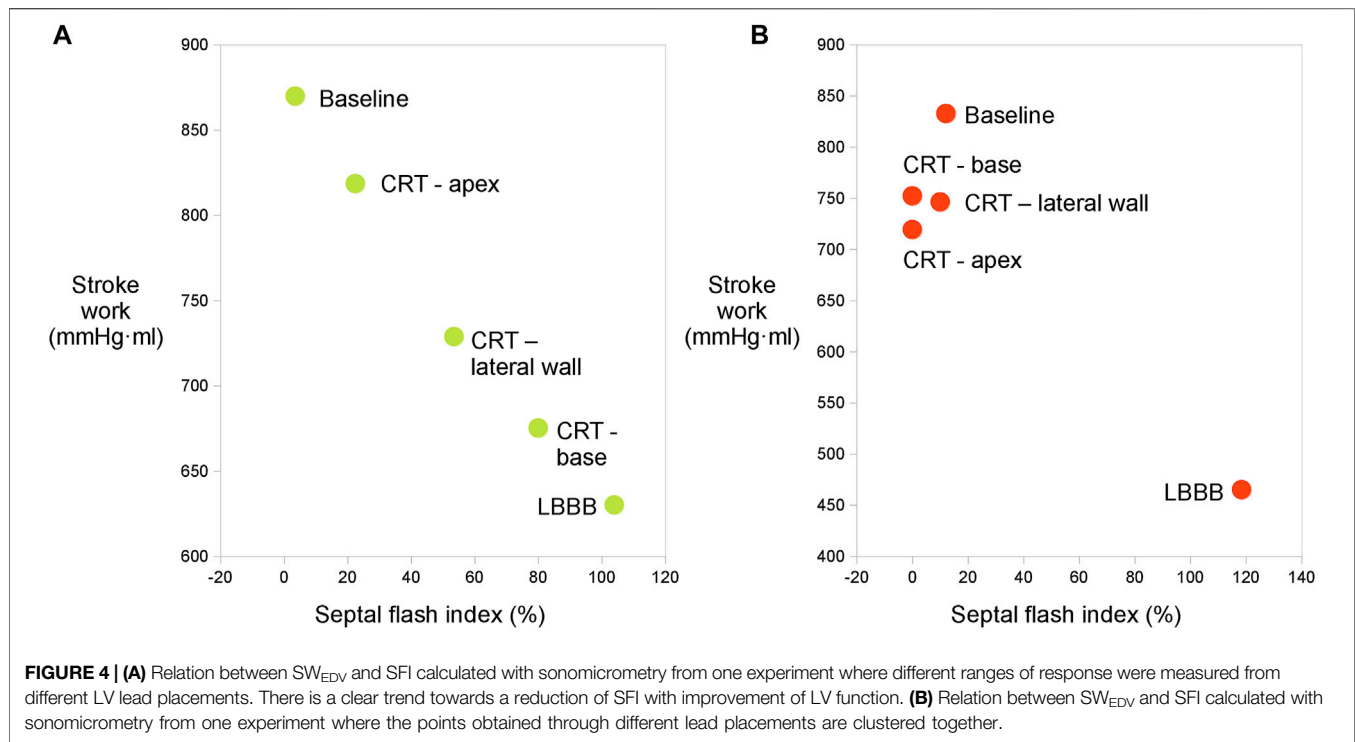 A
900
850
800
750
700
650
600
Stroke
work
(mmHg·ml)
Baseline
CRT - apex
CRT –
lateral wall
CRT -
base
LBBB
-20 0 20 40 60 80 100 120
Septal flash index (%)
B
900
850
800
750
700
650
600
550
500
450
400
Stroke
work
(mmHg·ml)
Baseline
CRT - base
CRT – lateral wall
CRT - apex
LBBB
-20 0 20 40 60 80 100 120 140
Septal flash index (%)
FIGURE 4 | (A) Relation between SWEDV and SFI calculated with sonomicrometry from one experiment where different ranges of response were measured from
different LV lead placements. There is a clear trend towards a reduction of SFI with improvement of LV function. (B) Relation between SWEDV and SFI calculated with
sonomicrometry from one experiment where the points obtained through different lead placements are clustered together.